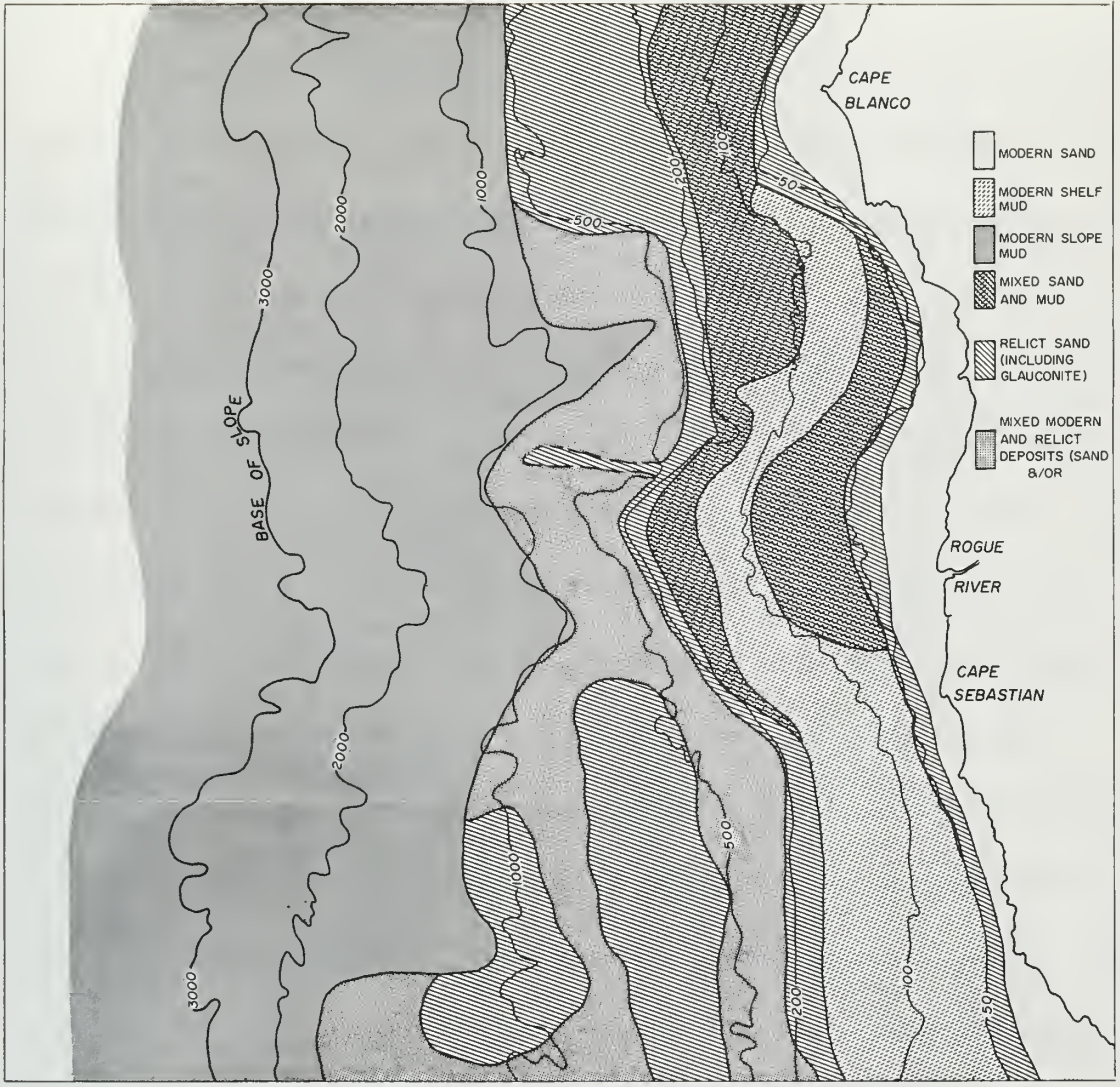 CAPE
BLANCO
MODERN SAND
MODERN SHELF
MUD
MODERN SLOPE
MUD
MIXED SAND
AND MUD
RELICT SAND
(INCLUDING
GLAUCONITE)
MIXED MODERN
AND RELICT
DEPOSITS (SAND
&/OR
100
200
50
1000
2000
500
3000
BASE OF SLOPE
ROGUE
RIVER
CAPE
SEBASTIAN
2000
500
1000
3000
200
100
50